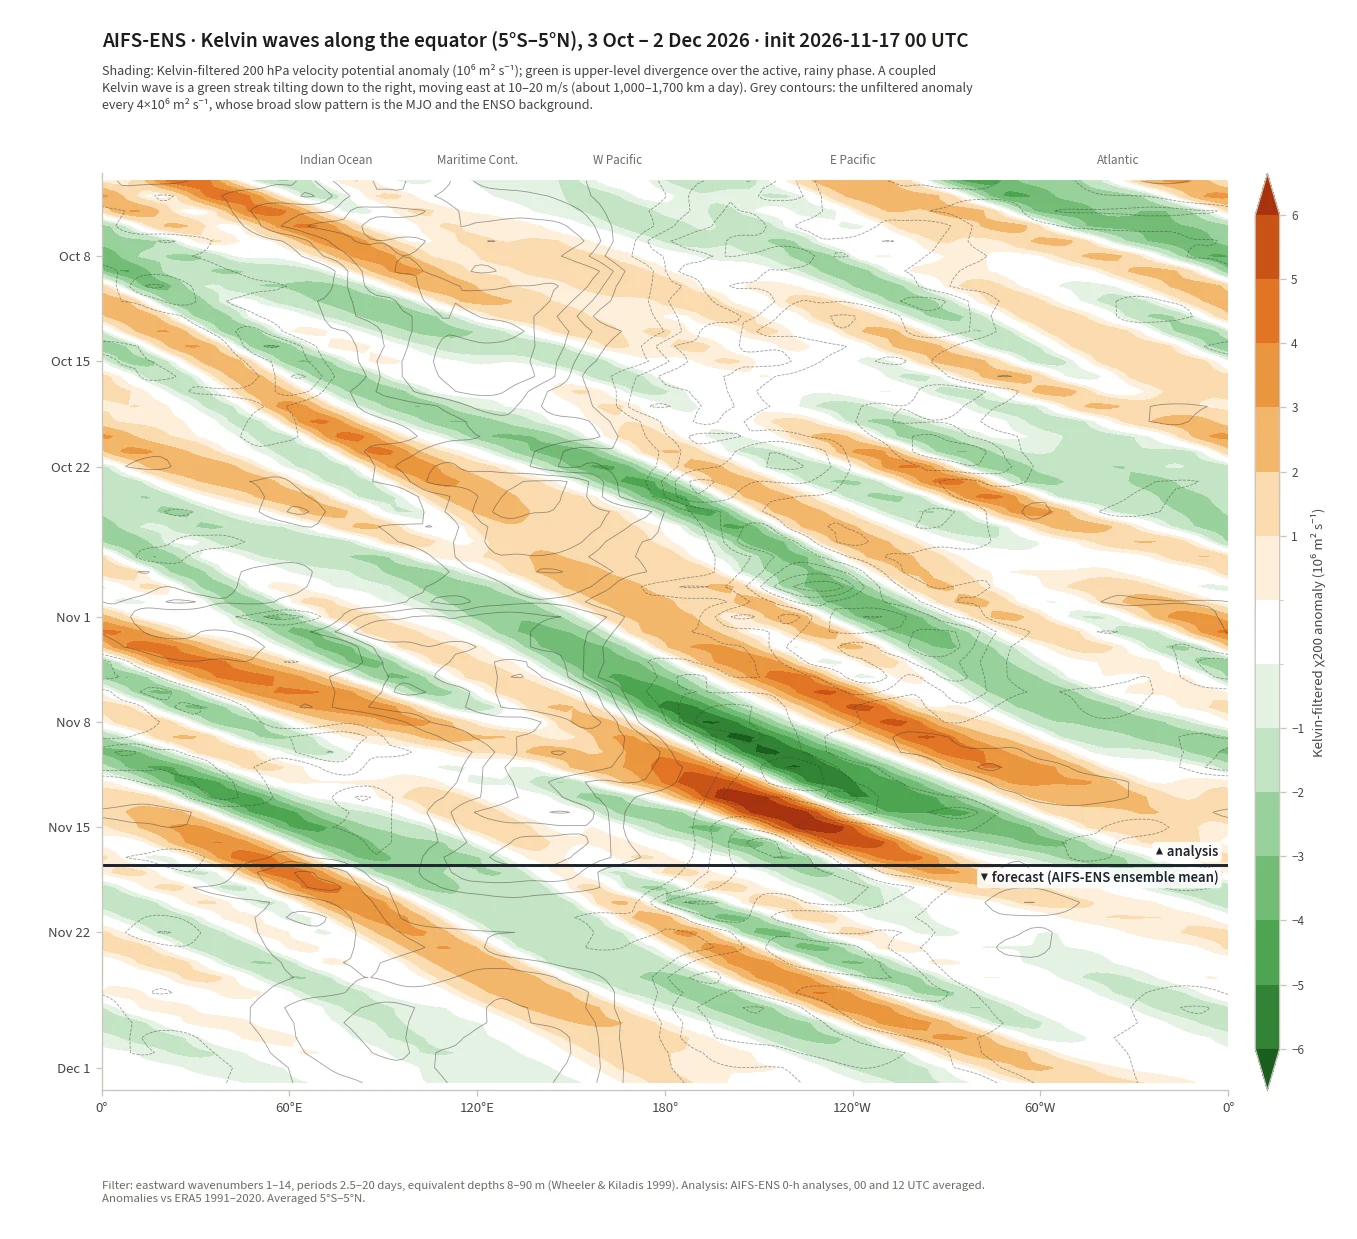 AIFS-ENS · Kelvin waves along the equator (5°S–5°N), 3 Oct – 2 Dec 2026 · init 2026-11-17 00 UTC
Shading: Kelvin-filtered 200 hPa velocity potential anomaly (10⁶ m² s⁻¹); green is upper-level divergence over the active, rainy phase. A coupled
Kelvin wave is a green streak tilting down to the right, moving east at 10–20 m/s (about 1,000–1,700 km a day). Grey contours: the unfiltered anomaly
every 4×10⁶ m² s⁻¹, whose broad slow pattern is the MJO and the ENSO background.
Indian Ocean
Maritime Cont.
W Pacific
E Pacific
Atlantic
Oct 8
Oct 15
Oct 22
Nov 1
Nov 8
Nov 15
Nov 22
Dec 1
▲ analysis
▼ forecast (AIFS-ENS ensemble mean)
0°
60°E
120°E
180°
120°W
60°W
0°
6
5
4
3
2
1
−1
−2
−3
−4
−5
−6
Kelvin-filtered χ200 anomaly (10⁶ m² s⁻¹)
Filter: eastward wavenumbers 1–14, periods 2.5–20 days, equivalent depths 8–90 m (Wheeler & Kiladis 1999). Analysis: AIFS-ENS 0-h analyses, 00 and 12 UTC averaged.
Anomalies vs ERA5 1991–2020. Averaged 5°S–5°N.